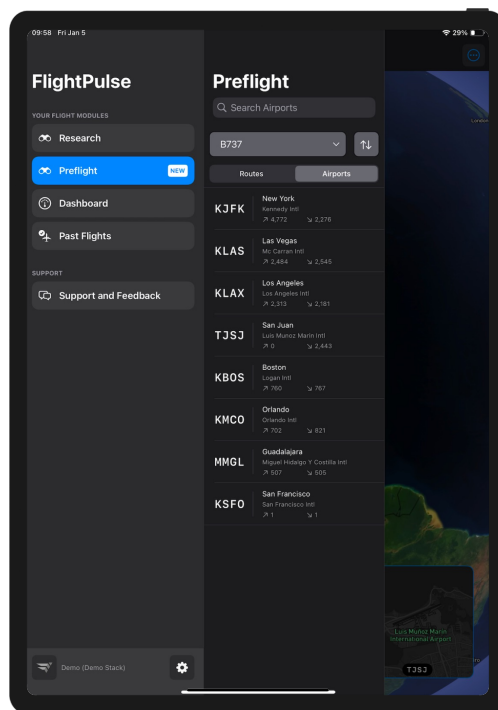 09:58 Fri Jan 5
29%
FlightPulse
YOUR FLIGHT MODULES
Research
Preflight
NEW
Dashboard
Past Flights
SUPPORT
Support and Feedback
Demo (Demo Stack)
Preflight
Search Airports
B737
Routes
Airports
KJFK
New York
Kennedy Intl
↗ 4,772 ↘ 2,276
KLAS
Las Vegas
Mc Carran Intl
↗ 2,484 ↘ 2,545
KLAX
Los Angeles
Los Angeles Intl
↗ 2,313 ↘ 2,181
TJSJ
San Juan
Luis Munoz Marin Intl
↗ 0 ↘ 2,443
KBOS
Boston
Logan Intl
↗ 760 ↘ 767
KMCO
Orlando
Orlando Intl
↗ 702 ↘ 821
MMGL
Guadalajara
Miguel Hidalgo Y Costilla Intl
↗ 507 ↘ 505
KSFO
San Francisco
San Francisco Intl
↗ 1 ↘ 1
London
Luis Munoz Marin
International Airport
TJSJ